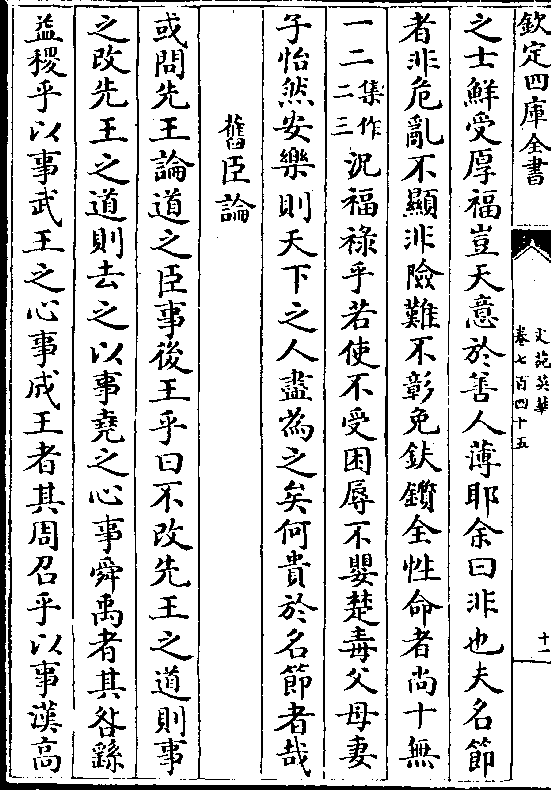 欽定四庫全書
文苑英華
卷七百四十五
十一
之士鮮受厚福豈天意於善人薄耶余曰非也夫名節
者非危亂不顯非險難不彰免鈇鑕全性命者尚十無
一二集作二三況福祿乎若使不受困辱不嬰楚毒父母妻
子怡然安樂則天下之人盡為之矣何貴於名節者哉
舊臣論
或問先王論道之臣事後王乎曰不改先王之道則事
之改先王之道則去之以事堯之心事舜禹者其咎繇
益稷乎以事武王之心事成王者其周召乎以事漢高